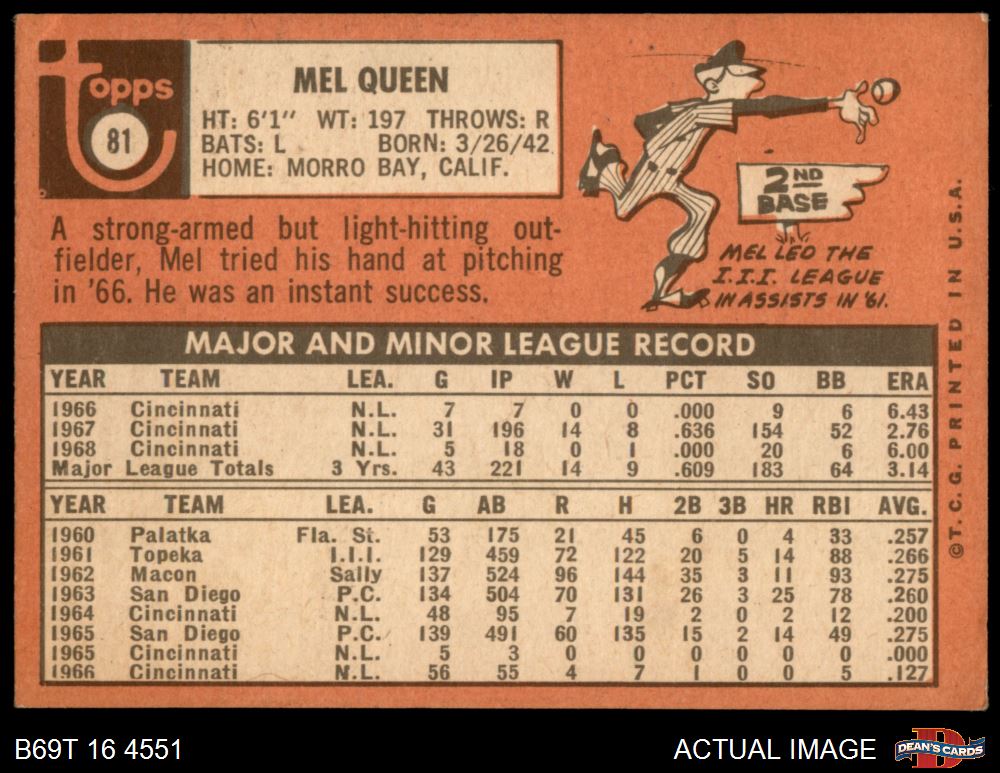 topps
81
MEL QUEEN
HT: 6'1" WT: 197 THROWS: R
BATS: L BORN: 3/26/42
HOME: MORRO BAY, CALIF.
A strong-armed but light-hitting out-
fielder, Mel tried his hand at pitching
in '66. He was an instant success.
2ND
BASE
MEL LED THE
I.I.I. LEAGUE
IN ASSISTS IN '61.
MAJOR AND MINOR LEAGUE RECORD
YEAR TEAM LEA. G IP W L PCT SO BB ERA
1966 Cincinnati N.L. 7 7 0 0 .000 9 6 6.43
1967 Cincinnati N.L. 31 196 14 8 .636 154 52 2.76
1968 Cincinnati N.L. 5 18 0 1 .000 20 6 6.00
Major League Totals 3 Yrs. 43 221 14 9 .609 183 64 3.14
YEAR TEAM LEA. G AB R H 2B 3B HR RBI AVG.
1960 Palatka Fla. St. 53 175 21 45 6 0 4 33 .257
1961 Topeka I.I.I. 129 459 72 122 20 5 14 88 .266
1962 Macon Sally 137 524 96 144 35 3 11 93 .275
1963 San Diego P.C. 134 504 70 131 26 3 25 78 .260
1964 Cincinnati N.L. 48 95 7 19 2 0 2 12 .200
1965 San Diego P.C. 139 491 60 135 15 2 14 49 .275
1965 Cincinnati N.L. 5 3 0 0 0 0 0 0 .000
1966 Cincinnati N.L. 56 55 4 7 1 0 0 5 .127
©T.C.G. PRINTED IN U.S.A.
B69T 16 4551
ACTUAL IMAGE
D
DEAN'S CARDS